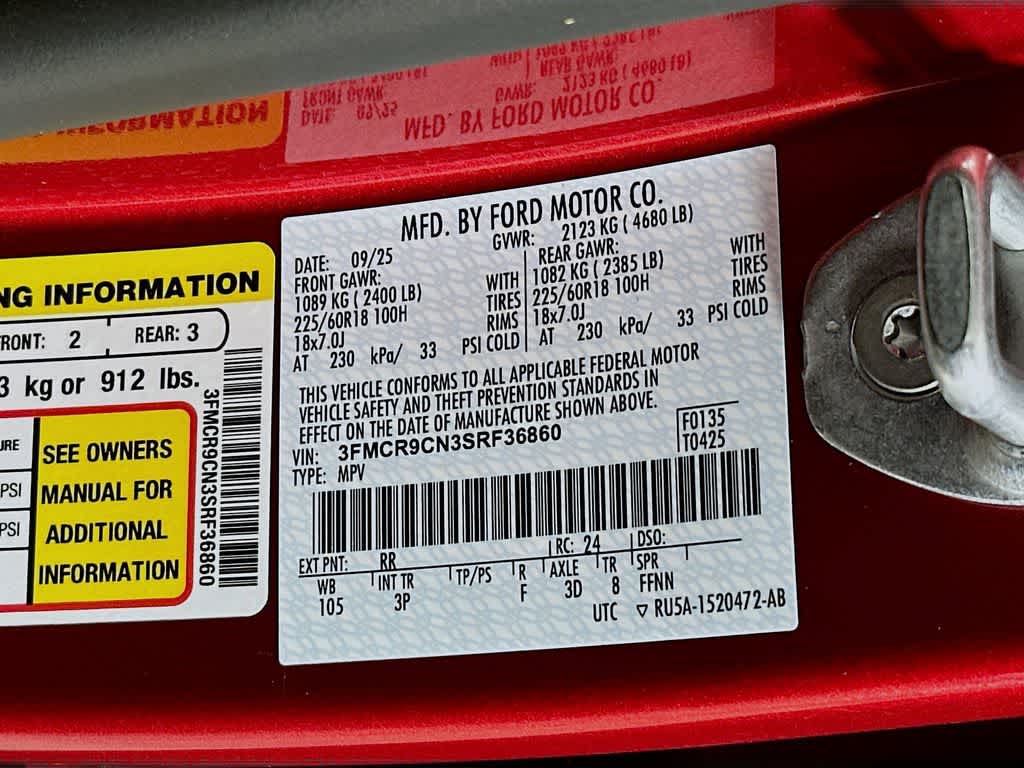 MFD. BY FORD MOTOR CO.
DATE: 09/25 GVWR: 2123 KG ( 4680 LB)
FRONT GAWR: REAR GAWR:
1089 KG ( 2400 LB) WITH 1082 KG ( 2385 LB) WITH
225/60R18 100H TIRES 225/60R18 100H TIRES
18x7.0J RIMS 18x7.0J RIMS
AT 230 kPa/ 33 PSI COLD AT 230 kPa/ 33 PSI COLD
THIS VEHICLE CONFORMS TO ALL APPLICABLE FEDERAL MOTOR
VEHICLE SAFETY AND THEFT PREVENTION STANDARDS IN
EFFECT ON THE DATE OF MANUFACTURE SHOWN ABOVE.
VIN: 3FMCR9CN3SRF36860 F0135
TYPE: MPV T0425
EXT PNT: RR RC: 24 DSO:
WB INT TR TP/PS R AXLE TR SPR
105 3P F 3D 8 FFNN
UTC ▽ RU5A-1520472-AB
NG INFORMATION
RONT: 2 REAR: 3
3 kg or 912 lbs.
URE
PSI
PSI
SEE OWNERS
MANUAL FOR
ADDITIONAL
INFORMATION
3FMCR9CN3SRF36860